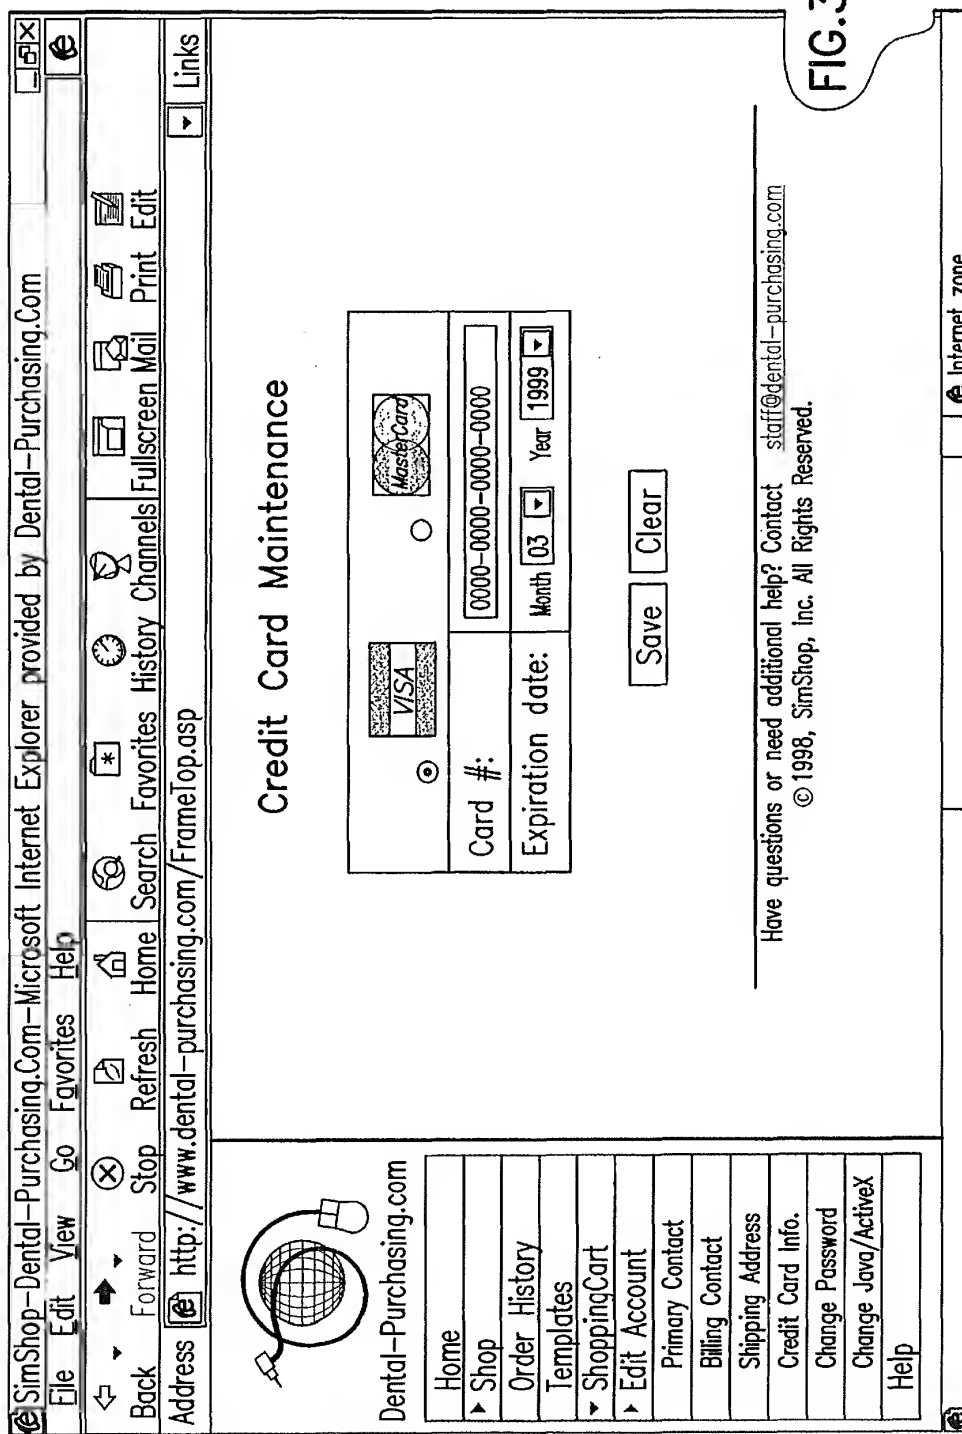 SimShop-Dental-Purchasing.Com-Microsoft Internet Explorer provided by Dental-Purchasing.Com
File Edit View Go Favorites Help
Back Forward Stop Refresh Home Search Favorites History Channels Fullscreen Mail Print Edit
Address http://www.dental-purchasing.com/FrameTop.asp Links
Dental-Purchasing.com
Home
Shop
Order History
Templates
ShoppingCart
Edit Account
Primary Contact
Billing Contact
Shipping Address
Credit Card Info.
Change Password
Change Java/ActiveX
Help
Credit Card Maintenance
VISA MasterCard
Card #: 0000-0000-0000-0000
Expiration date: Month 03 Year 1999
Save Clear
Have questions or need additional help? Contact staff@dental-purchasing.com
© 1998, SimShop, Inc. All Rights Reserved.
Internet zone
FIG.3